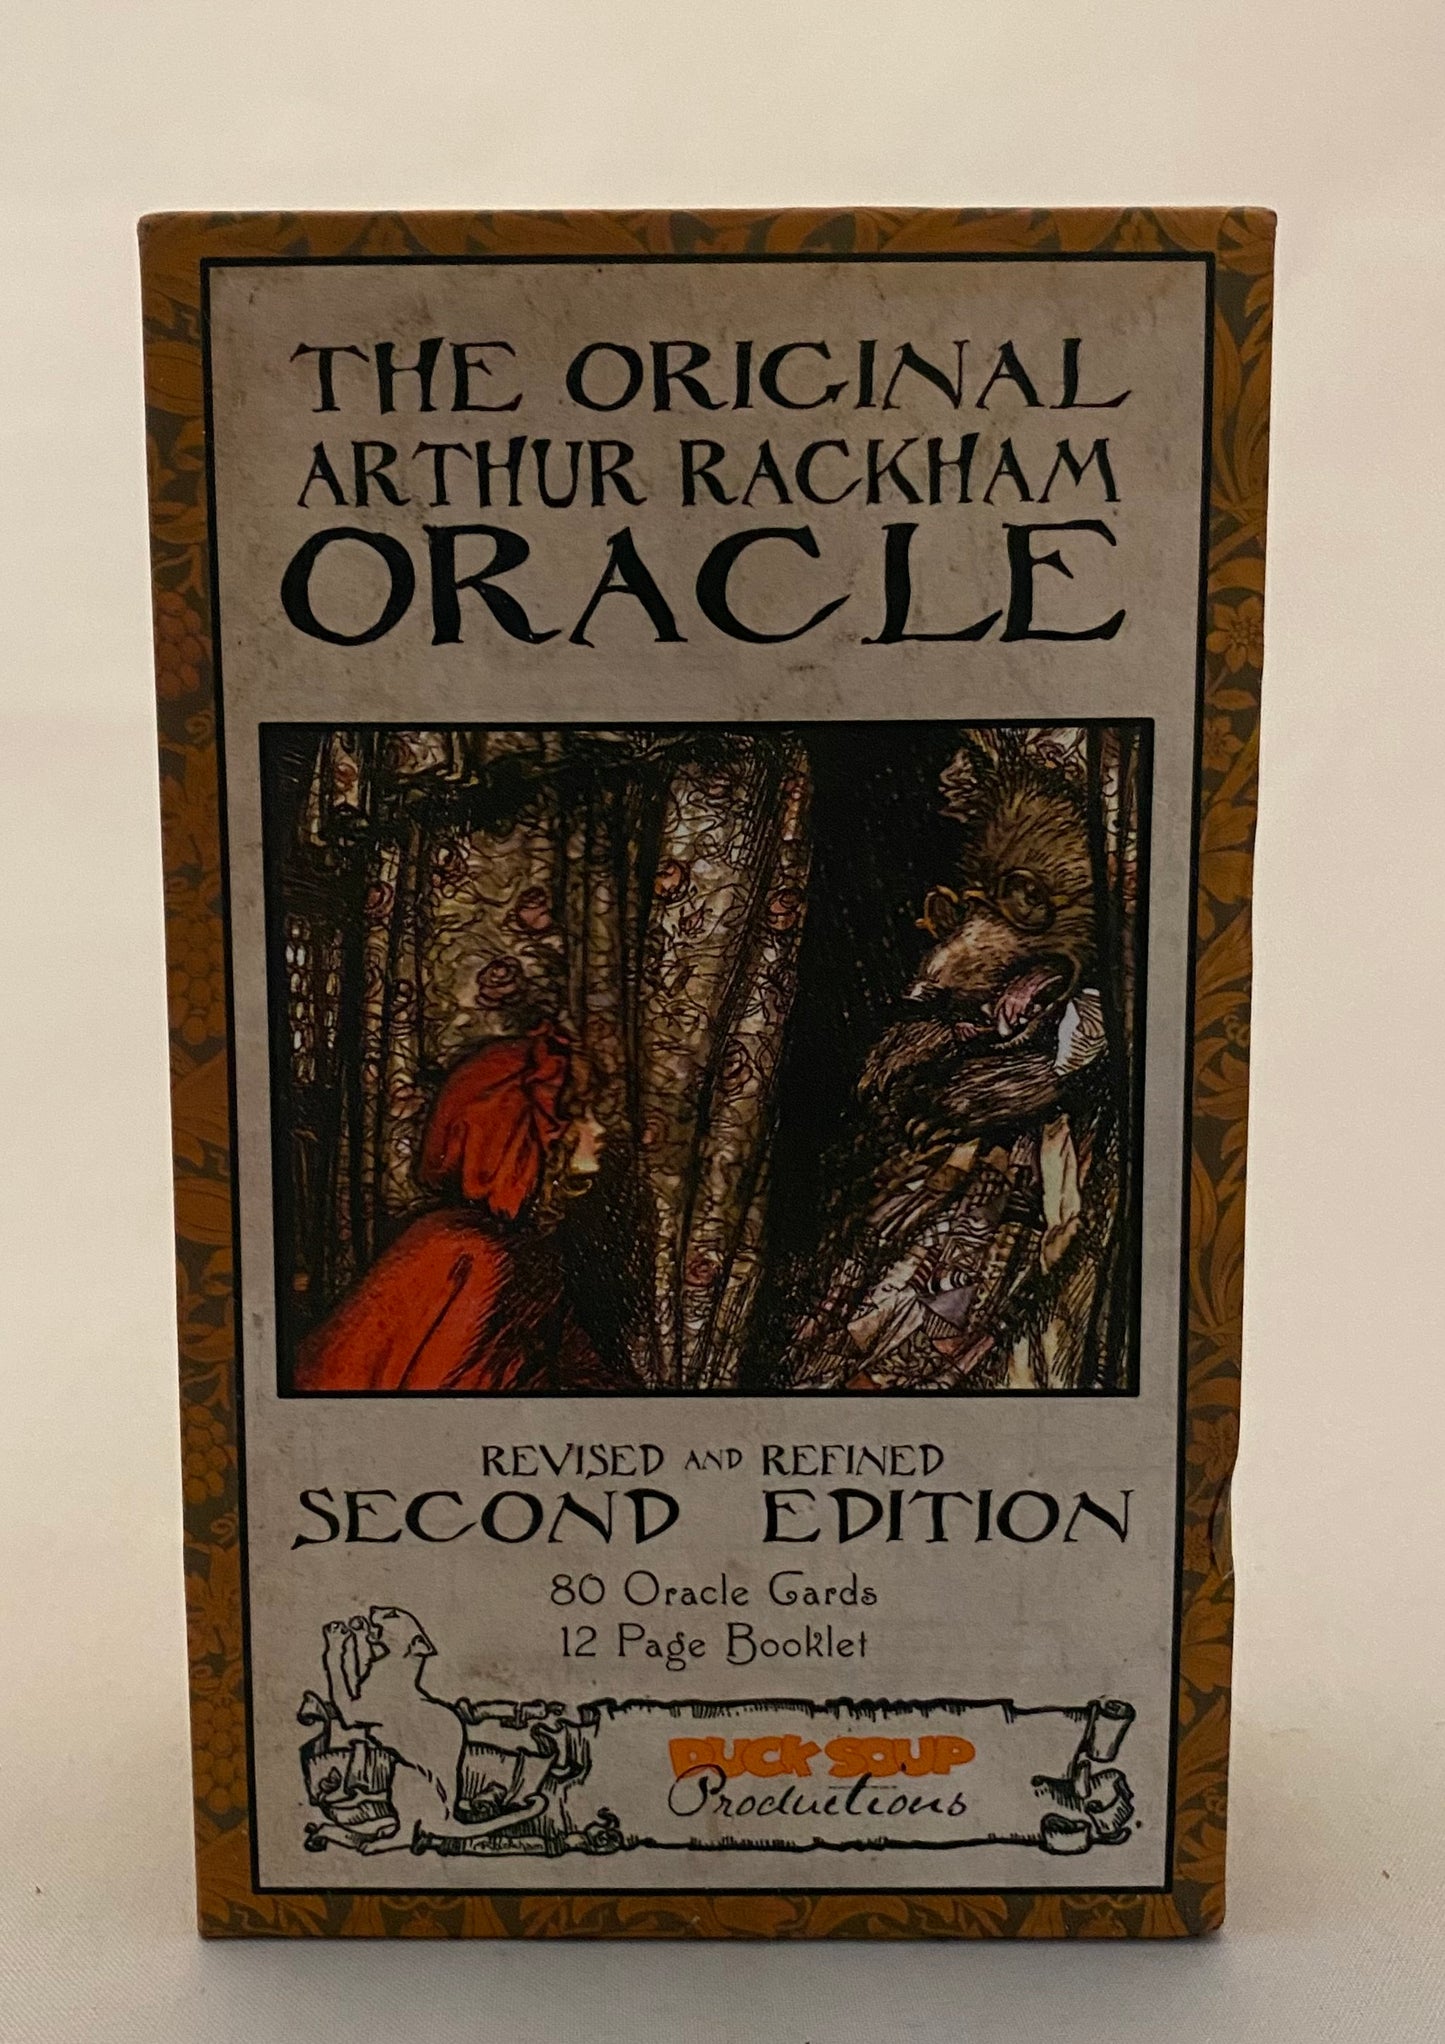 THE ORIGINAL
ARTHUR RACKHAM
ORACLE
REVISED AND REFINED
SECOND EDITION
80 Oracle Cards
12 Page Booklet
DUCK SOUP
Productions